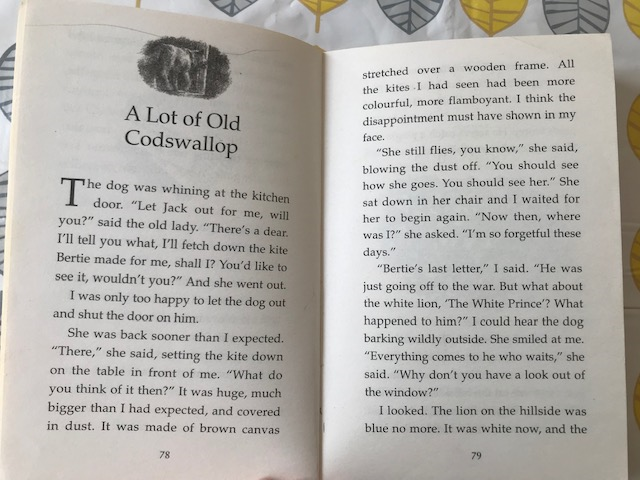 A Lot of Old
Codswallop
The dog was whining at the kitchen
door. “Let Jack out for me, will
you?” said the old lady. “There’s a dear.
I’ll tell you what, I’ll fetch down the kite
Bertie made for me, shall I? You’d like to
see it, wouldn’t you?” And she went out.
I was only too happy to let the dog out
and shut the door on him.
She was back sooner than I expected.
“There,” she said, setting the kite down
on the table in front of me. “What do
you think of it then?” It was huge, much
bigger than I had expected, and covered
in dust. It was made of brown canvas
78
stretched over a wooden frame. All
the kites I had seen had been more
colourful, more flamboyant. I think the
disappointment must have shown in my
face.
“She still flies, you know,” she said,
blowing the dust off. “You should see
how she goes. You should see her.” She
sat down in her chair and I waited for
her to begin again. “Now then, where
was I?” she asked. “I’m so forgetful these
days.”
“Bertie’s last letter,” I said. “He was
just going off to the war. But what about
the white lion, ‘The White Prince’? What
happened to him?” I could hear the dog
barking wildly outside. She smiled at me.
“Everything comes to he who waits,” she
said. “Why don’t you have a look out of
the window?”
I looked. The lion on the hillside was
blue no more. It was white now, and the
79